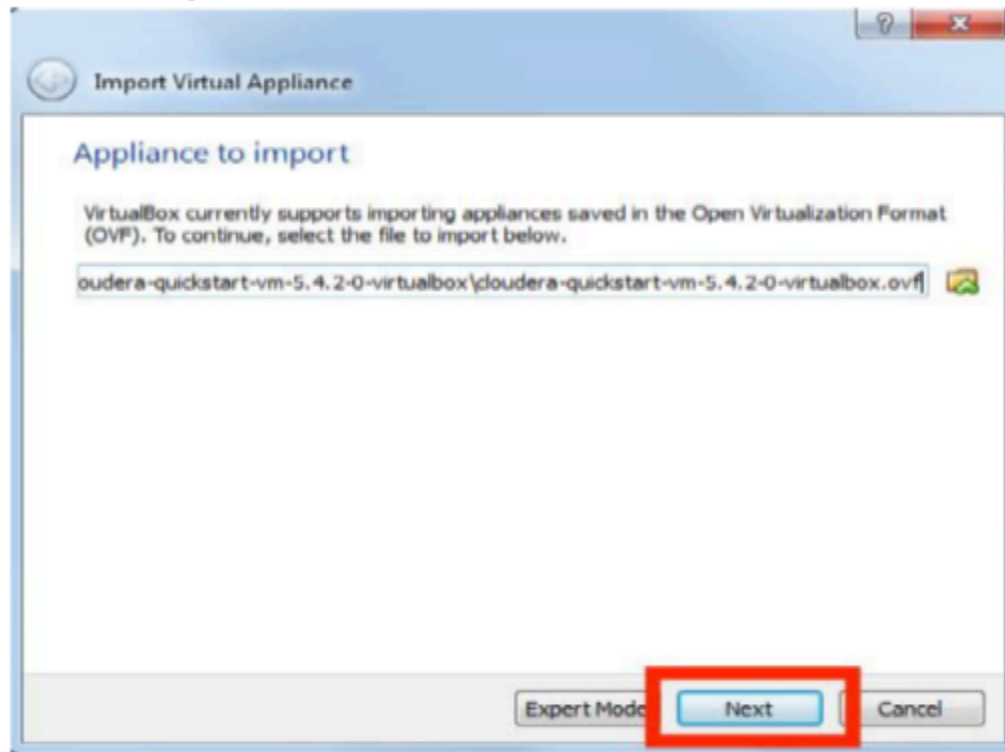 ?
Import Virtual Appliance
Appliance to import
VirtualBox currently supports importing appliances saved in the Open Virtualization Format
(OVF). To continue, select the file to import below.
oudera-quickstart-vm-5.4.2-0-virtualbox\cloudera-quickstart-vm-5.4.2-0-virtualbox.ovf
Expert Mode Next Cancel